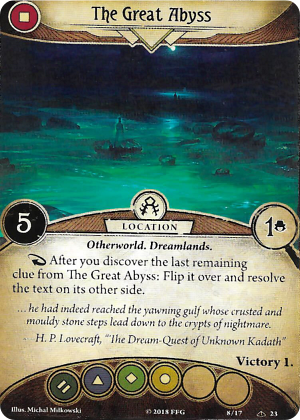 The Great Abyss
5
LOCATION
1
Otherworld. Dreamlands.
After you discover the last remaining
clue from The Great Abyss: Flip it over and resolve
the text on its other side.
... he had indeed reached the yawning gulf whose crusted and
mouldy stone steps lead down to the crypts of nightmare.
- H. P. Lovecraft, "The Dream-Quest of Unknown Kadath"
Victory 1.
Illus. Michal Miłkowski
© 2018 FFG
8/17
23